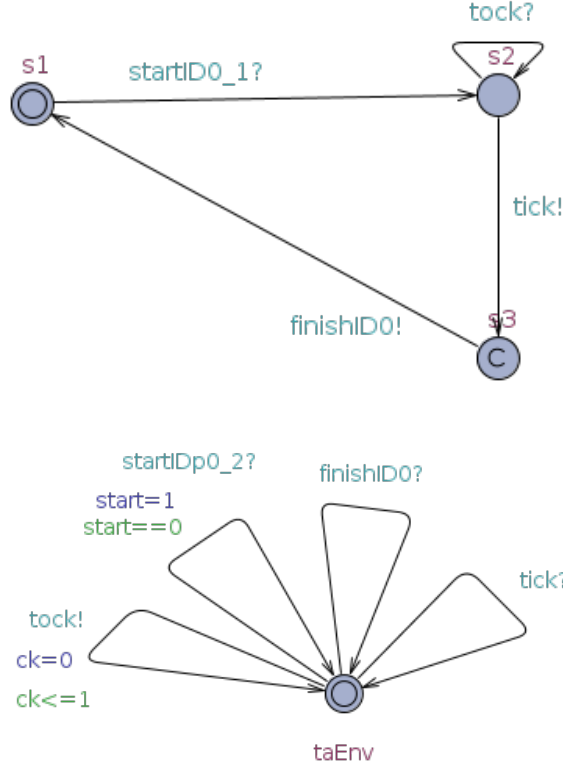 tock?
s1
s2
startID0_1?
tick!
finishID0!
s3
C
startIDp0_2?
finishID0?
start=1
start==0
tick?
tock!
ck=0
ck<=1
taEnv